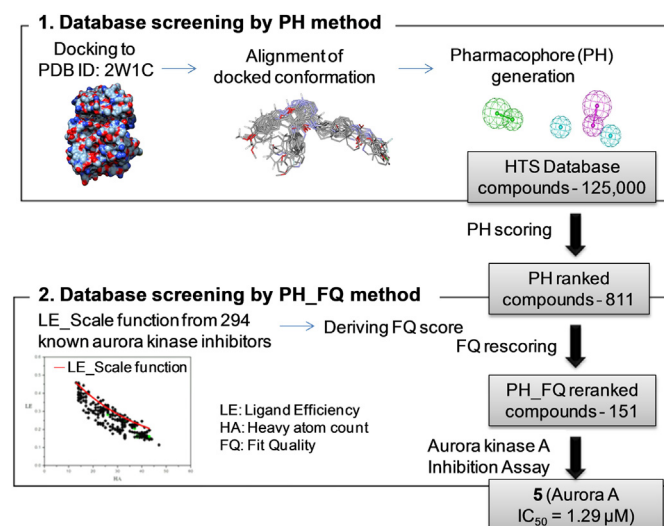 1. Database screening by PH method
Docking to
PDB ID: 2W1C
Alignment of
docked conformation
Pharmacophore (PH)
generation
HTS Database
compounds - 125,000
PH scoring
PH ranked
compounds - 811
2. Database screening by PH_FQ method
LE_Scale function from 294
known aurora kinase inhibitors
Deriving FQ score
FQ rescoring
LE_Scale function
LE
HA
LE: Ligand Efficiency
HA: Heavy atom count
FQ: Fit Quality
PH_FQ reranked
compounds - 151
Aurora kinase A
Inhibition Assay
5 (Aurora A
IC50 = 1.29 µM)